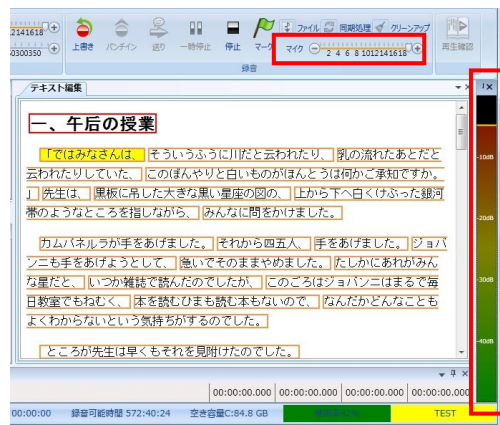 2141618 ファイル 同期処理 クリーンアップ
上書き パンチイン 送り 一時停止 停止 マーク 再生確認
0300350 マイク 2 4 6 8 1012141618
録音
テキスト編集
一、午后の授業
「ではみなさんは、 そういうふうに川だと云われたり、 乳の流れたあとだと
云われたりしていた、 このぼんやりと白いものがほんとうは何かご承知ですか。
」 先生は、 黒板に吊した大きな黒い星座の図の、 上から下へ白くけぶった銀河
帯のようなところを指しながら、 みんなに問をかけました。
カムパネルラが手をあげました。 それから四五人、 手をあげました。 ジョバ
ンニも手をあげようとして、 急いでそのままやめました。 たしかにあれがみん
な星だと、 いつか雑誌で読んだのでしたが、 このごろはジョバンニはまるで毎
日教室でもねむく、 本を読むひまも読む本もないので、 なんだかどんなことも
よくわからないという気持ちがするのでした。
ところが先生は早くもそれを見附けたのでした。
-10dB
-20dB
-30dB
-40dB
00:00:00.000 00:00:00.000 00:00:00.000 00:00:00.000
00:00:00 録音可能時間 572:40:24 空き容量C:84.8 GB TEST